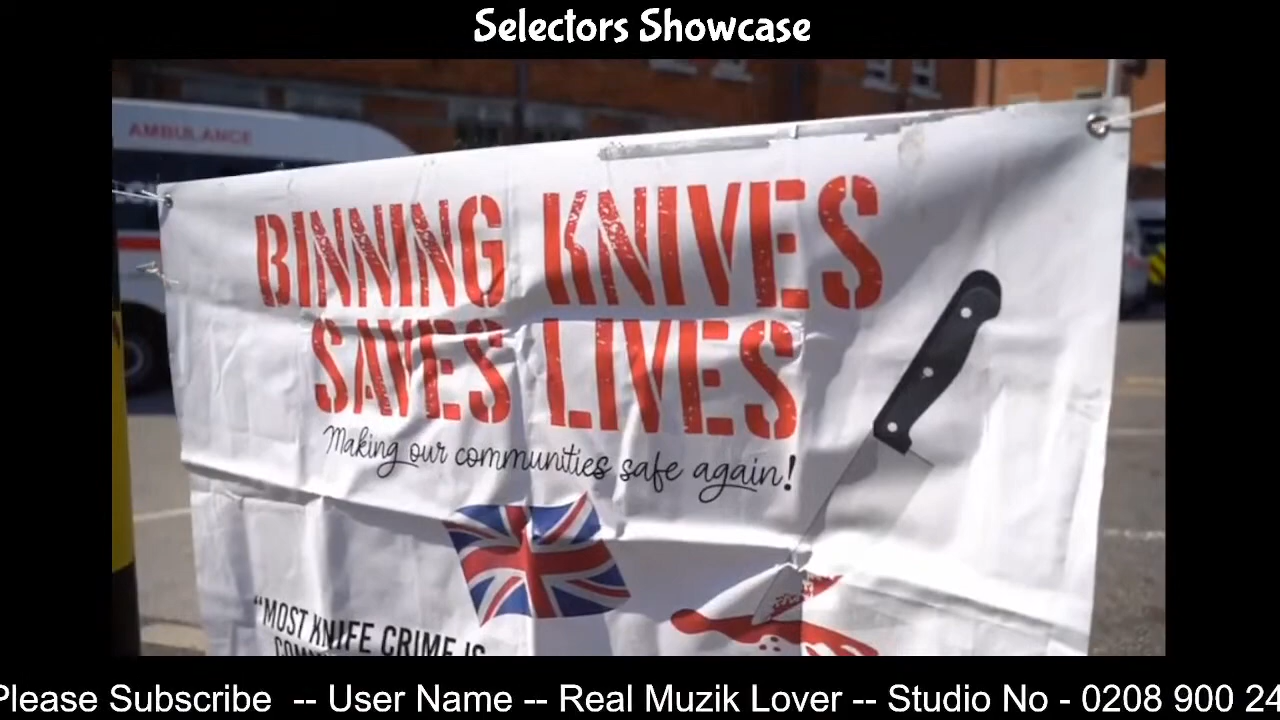 Selectors Showcase
AMBULANCE
BINNING KNIVES
SAVES LIVES
Making our communities safe again!
"MOST KNIFE CRIME IS
Please Subscribe -- User Name -- Real Muzik Lover -- Studio No - 0208 900 24